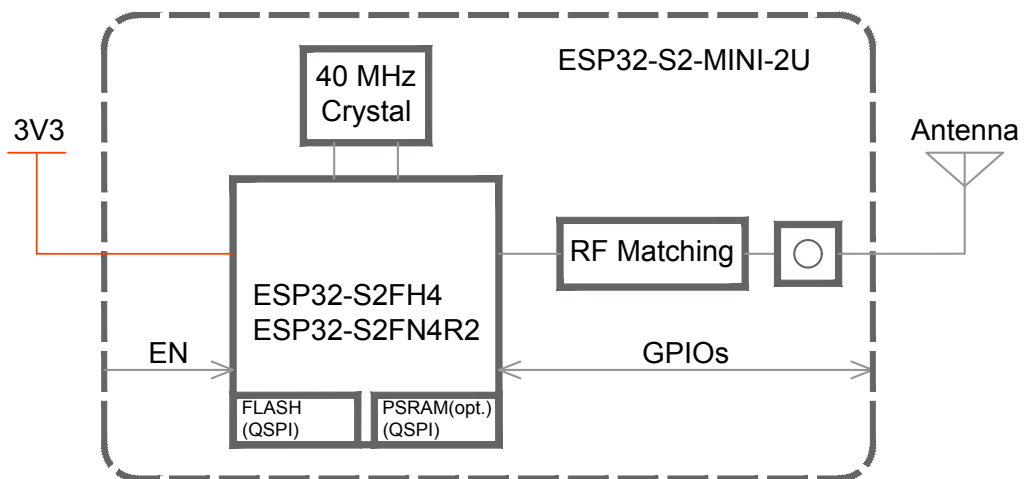 ESP32-S2-MINI-2U
40 MHz
Crystal
3V3
Antenna
RF Matching
ESP32-S2FH4
ESP32-S2FN4R2
EN
GPIOs
FLASH
(QSPI)
PSRAM(opt.)
(QSPI)